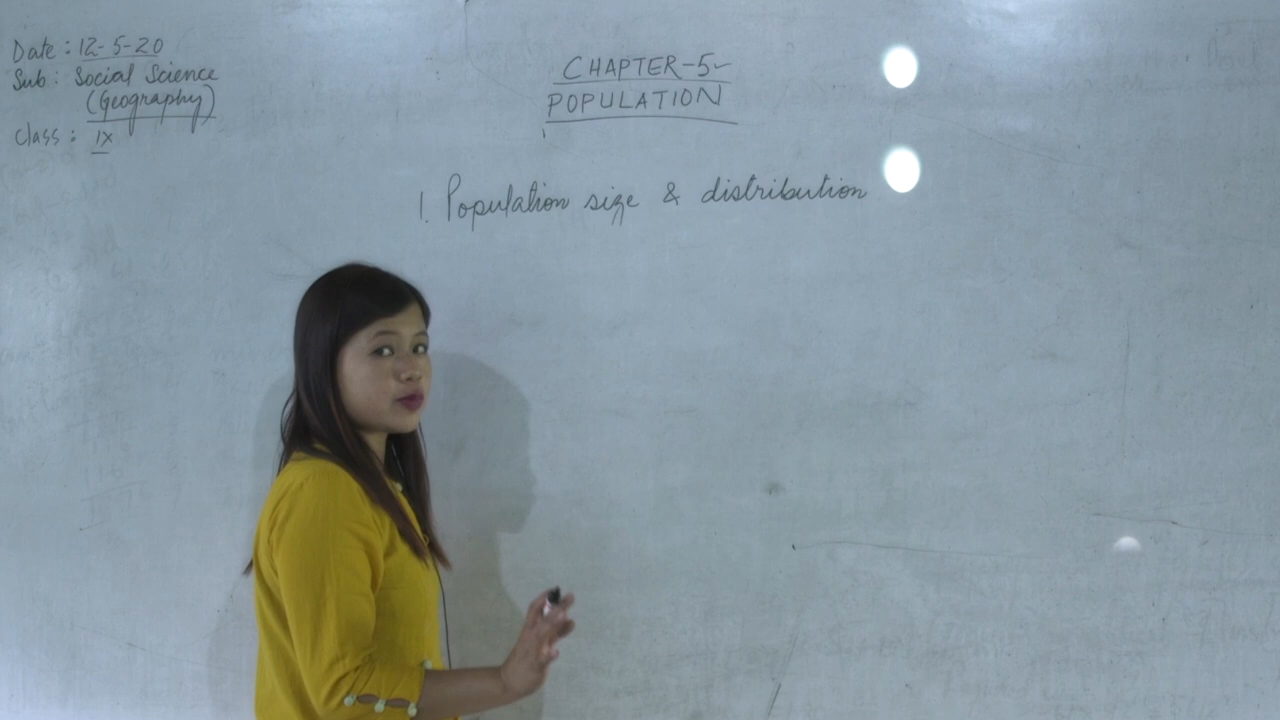 Date : 12-5-20
Sub : Social Science
(Geography)
Class : IX
CHAPTER-5
POPULATION
1. Population size & distribution